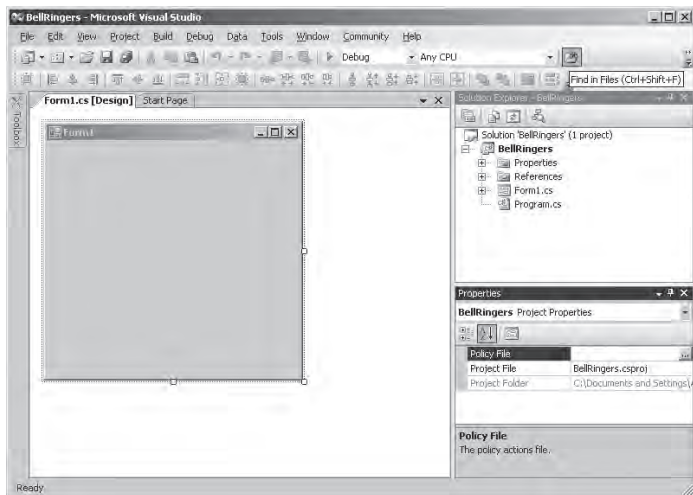 BellRingers - Microsoft Visual Studio
File Edit View Project Build Debug Data Tools Window Community Help
Debug Any CPU
Find in Files (Ctrl+Shift+F)
Toolbox
Form1.cs [Design] Start Page
Form1
Solution Explorer - BellRingers
Solution 'BellRingers' (1 project)
BellRingers
Properties
References
Form1.cs
Program.cs
Properties
BellRingers Project Properties
Policy File
Project File BellRingers.csproj
Project Folder C:\Documents and Settings\
Policy File
The policy actions file.
Ready